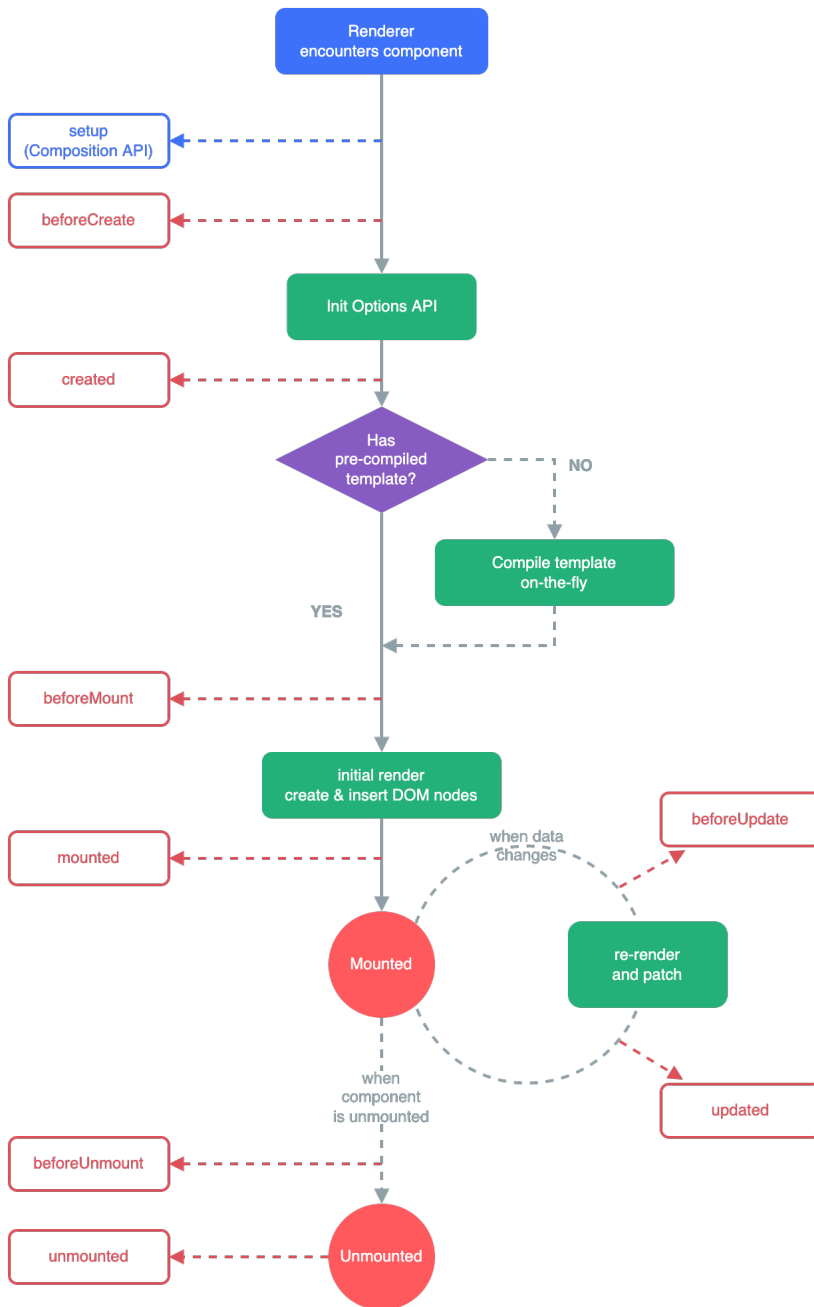 Renderer
encounters component
setup
(Composition API)
beforeCreate
Init Options API
created
Has
pre-compiled
template?
NO
Compile template
on-the-fly
YES
beforeMount
initial render
create & insert DOM nodes
beforeUpdate
when data
changes
mounted
Mounted
re-render
and patch
when
component
is unmounted
updated
beforeUnmount
unmounted
Unmounted